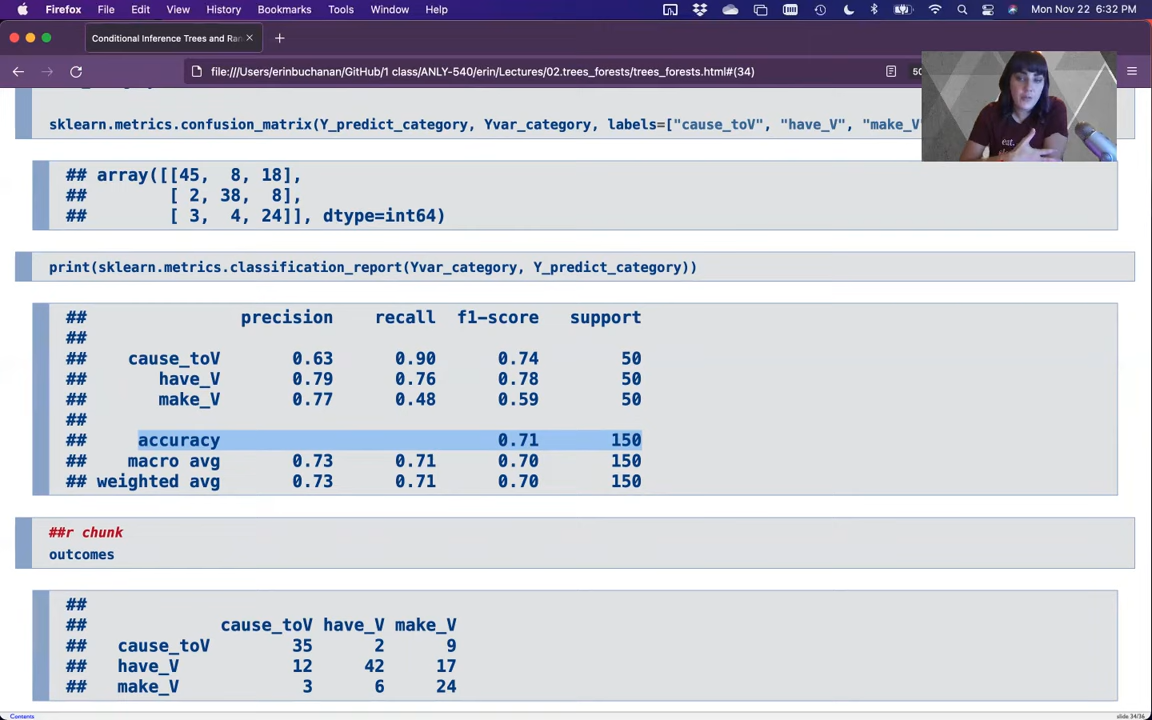 Firefox File Edit View History Bookmarks Tools Window Help Mon Nov 22 6:32 PM
Conditional Inference Trees and Ran
file:///Users/erinbuchanan/GitHub/1 class/ANLY-540/erin/Lectures/02.trees_forests/trees_forests.html#(34)
sklearn.metrics.confusion_matrix(Y_predict_category, Yvar_category, labels=["cause_toV", "have_V", "make_V"
## array([[45, 8, 18],
## [ 2, 38, 8],
## [ 3, 4, 24]], dtype=int64)
print(sklearn.metrics.classification_report(Yvar_category, Y_predict_category))
## precision recall f1-score support
##
## cause_toV 0.63 0.90 0.74 50
## have_V 0.79 0.76 0.78 50
## make_V 0.77 0.48 0.59 50
##
## accuracy 0.71 150
## macro avg 0.73 0.71 0.70 150
## weighted avg 0.73 0.71 0.70 150
##r chunk
outcomes
##
## cause_toV have_V make_V
## cause_toV 35 2 9
## have_V 12 42 17
## make_V 3 6 24
Contents slide 34/36